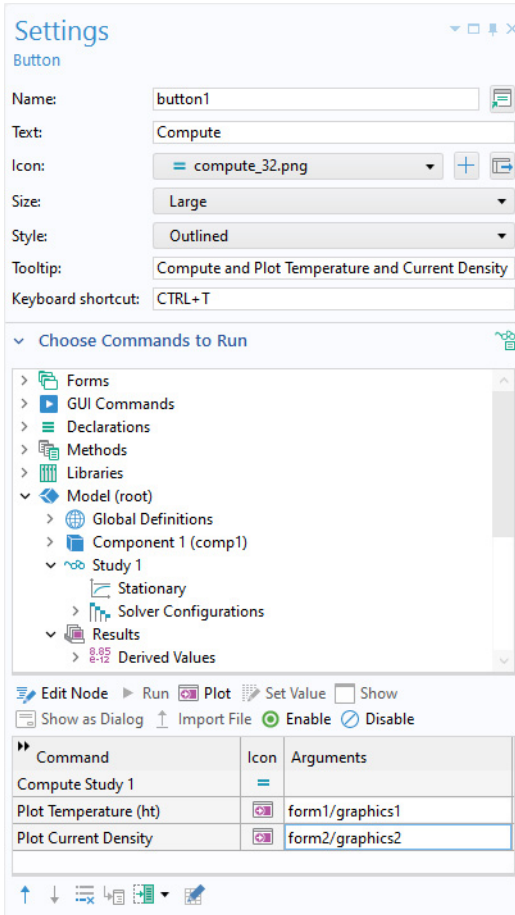 Settings
Button
Name: button1
Text: Compute
Icon: = compute_32.png
Size: Large
Style: Outlined
Tooltip: Compute and Plot Temperature and Current Density
Keyboard shortcut: CTRL+T
Choose Commands to Run
Forms
GUI Commands
Declarations
Methods
Libraries
Model (root)
Global Definitions
Component 1 (comp1)
Study 1
Stationary
Solver Configurations
Results
8.85 e-12 Derived Values
Edit Node Run Plot Set Value Show
Show as Dialog Import File Enable Disable
Command Icon Arguments
Compute Study 1 =
Plot Temperature (ht) form1/graphics1
Plot Current Density form2/graphics2